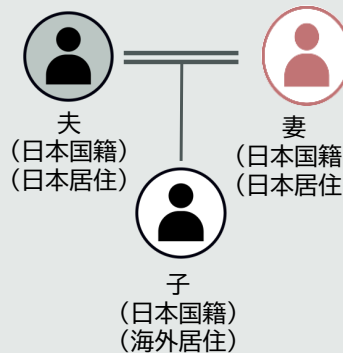 夫
（日本国籍）
（日本居住）
妻
（日本国籍
（日本居住
子
（日本国籍）
（海外居住）